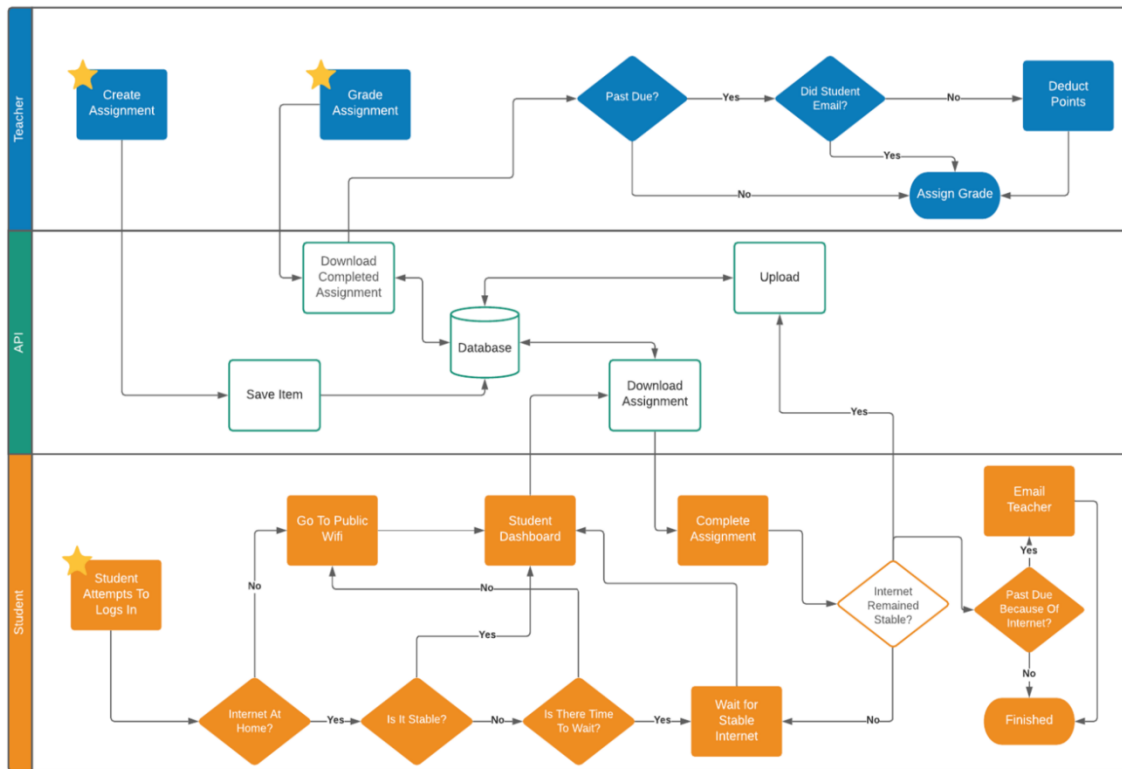 Teacher
Create
Assignment
Grade
Assignment
Past Due?
Yes
Did Student
Email?
No
Deduct
Points
Yes
No
Assign Grade
API
Download
Completed
Assignment
Upload
Database
Save Item
Download
Assignment
Yes
Student
Student
Attempts To
Logs In
Go To Public
Wifi
Student
Dashboard
Complete
Assignment
Email
Teacher
Yes
No
No
Internet
Remained
Stable?
Past Due
Because Of
Internet?
Yes
No
Internet At
Home?
Yes
Is It Stable?
No
Is There Time
To Wait?
Yes
Wait for
Stable
Internet
No
Finished